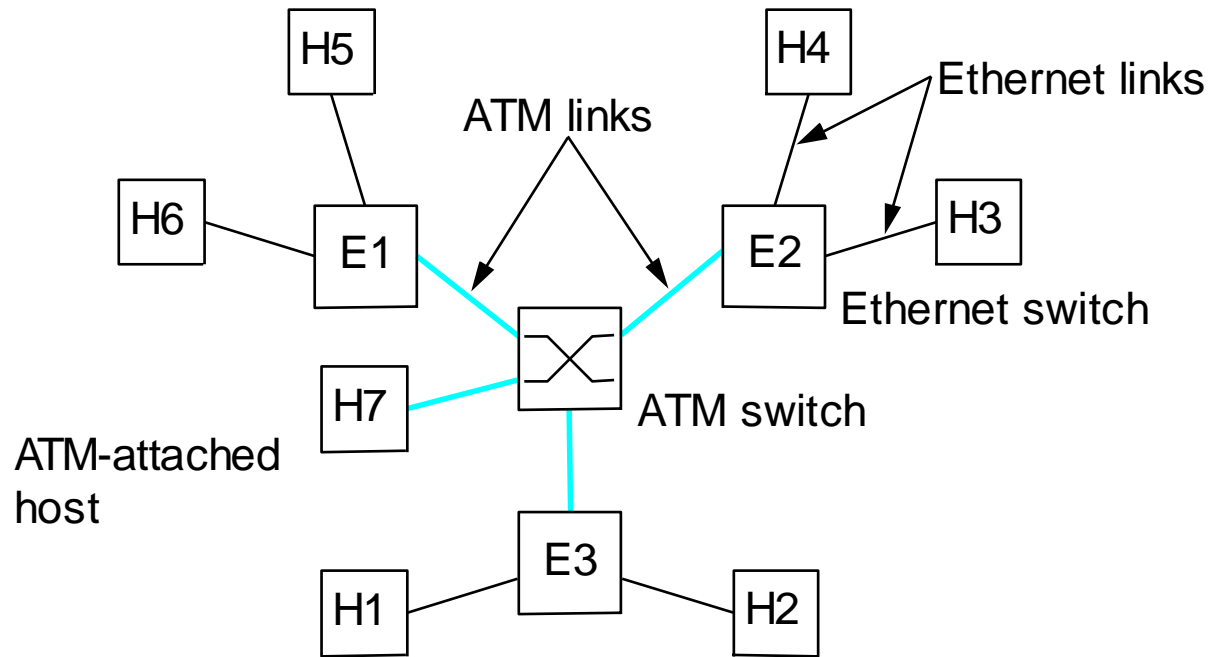 H5
H4
Ethernet links
ATM links
H6
E1
E2
H3
Ethernet switch
H7
ATM switch
ATM-attached
host
E3
H1
H2